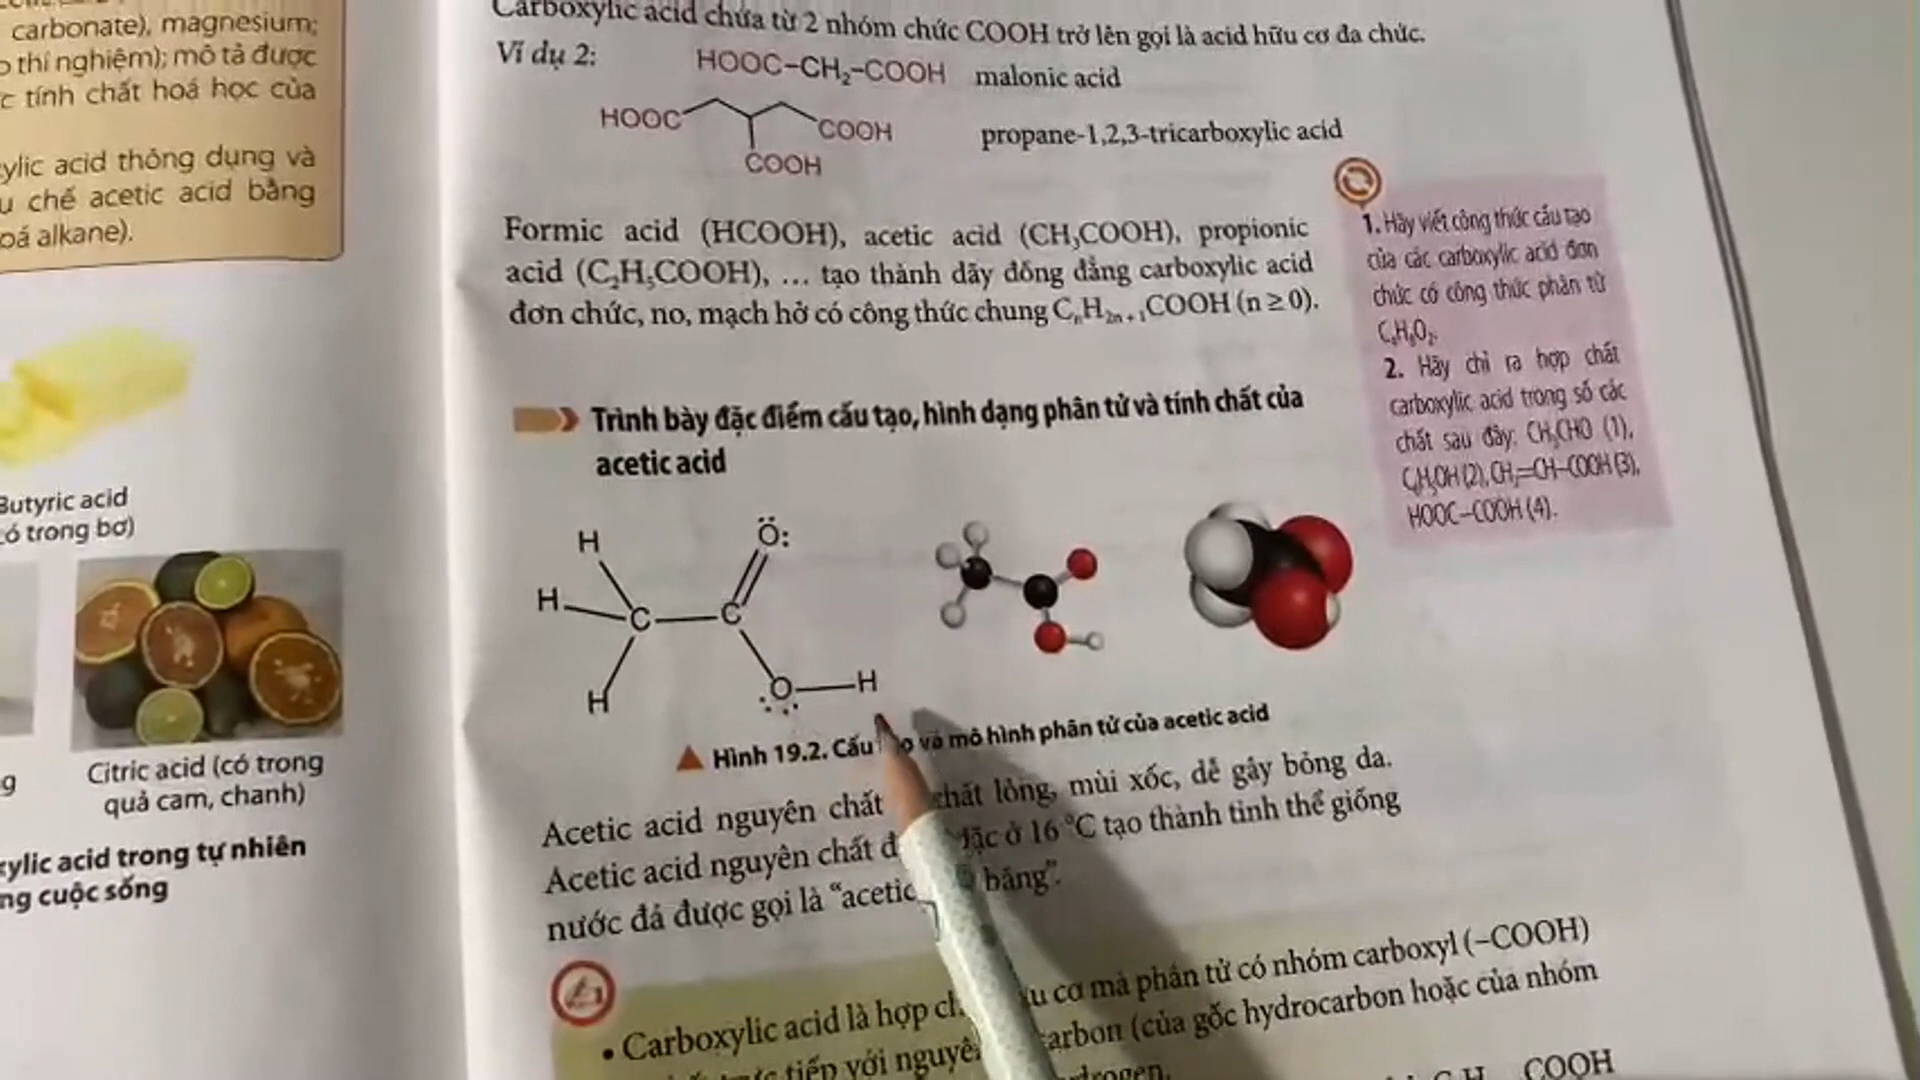 carbonate), magnesium;
thí nghiệm); mô tả được
tính chất hoá học của
acid thông dụng và
chế acetic acid bằng
alkane).
Butyric acid
có trong bơ)
Citric acid (có trong
quả cam, chanh)
acid trong tự nhiên
cuộc sống
Carboxylic acid chứa từ 2 nhóm chức COOH trở lên gọi là acid hữu cơ đa chức.
Ví dụ 2:
HOOC–CH₂–COOH malonic acid
HOOC COOH
COOH
propane-1,2,3-tricarboxylic acid
Formic acid (HCOOH), acetic acid (CH₃COOH), propionic
acid (C₂H₅COOH), ... tạo thành dãy đồng đẳng carboxylic acid
đơn chức, no, mạch hở có công thức chung CₙH₂ₙ₊₁COOH (n ≥ 0).
Trình bày đặc điểm cấu tạo, hình dạng phân tử và tính chất của
acetic acid
H Ö:
H C C
H O H
Hình 19.2. Cấu và mô hình phân tử của acetic acid
Acetic acid nguyên chất chất lỏng, mùi xốc, dễ gây bỏng da.
Acetic acid nguyên chất đặc ở 16 °C tạo thành tinh thể giống
nước đá được gọi là “acetic băng”.
• Carboxylic acid là hợp cơ mà phân tử có nhóm carboxyl (–COOH)
tiếp với nguyên carbon (của gốc hydrocarbon hoặc của nhóm
COOH
1. Hãy viết công thức cấu tạo
của các carboxylic acid đơn
chức có công thức phân tử
2. Hãy chỉ ra hợp chất
carboxylic acid trong số các
chất sau đây: CH₃CHO (1),
C₆H₅OH (2), CH₂=CH–COOH (3),
HOOC–COOH (4).